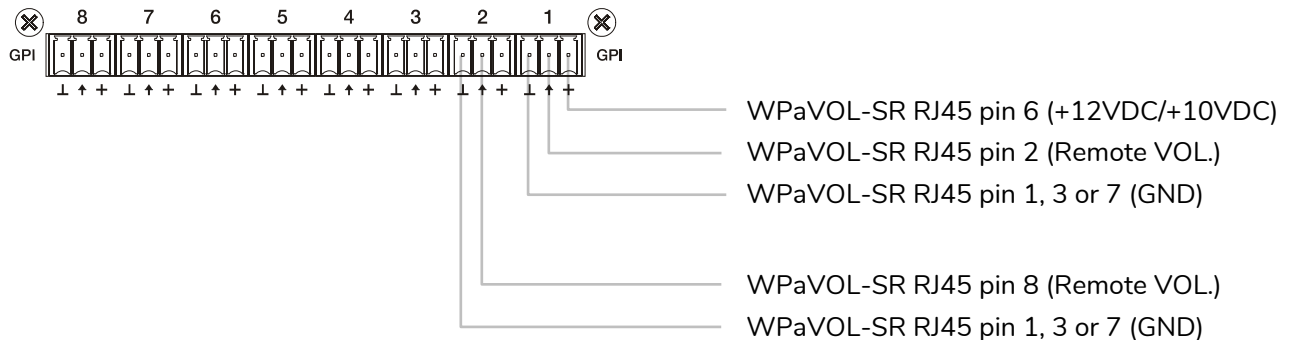 8 7 6 5 4 3 2 1
GPI GPI
⊥ ↑ + ⊥ ↑ + ⊥ ↑ + ⊥ ↑ + ⊥ ↑ + ⊥ ↑ + ⊥ ↑ + ⊥ ↑ +
WPaVOL-SR RJ45 pin 6 (+12VDC/+10VDC)
WPaVOL-SR RJ45 pin 2 (Remote VOL.)
WPaVOL-SR RJ45 pin 1, 3 or 7 (GND)
WPaVOL-SR RJ45 pin 8 (Remote VOL.)
WPaVOL-SR RJ45 pin 1, 3 or 7 (GND)